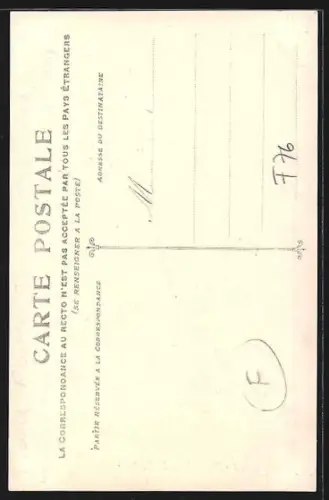 CARTE POSTALE
LA CORRESPONDANCE AU RECTO N'EST PAS ACCEPTÉE PAR TOUS LES PAYS ÉTRANGERS
(SE RENSEIGNER A LA POSTE)
PARTIE RÉSERVÉE A LA CORRESPONDANCE
ADRESSE DU DESTINATAIRE
M
F76
F